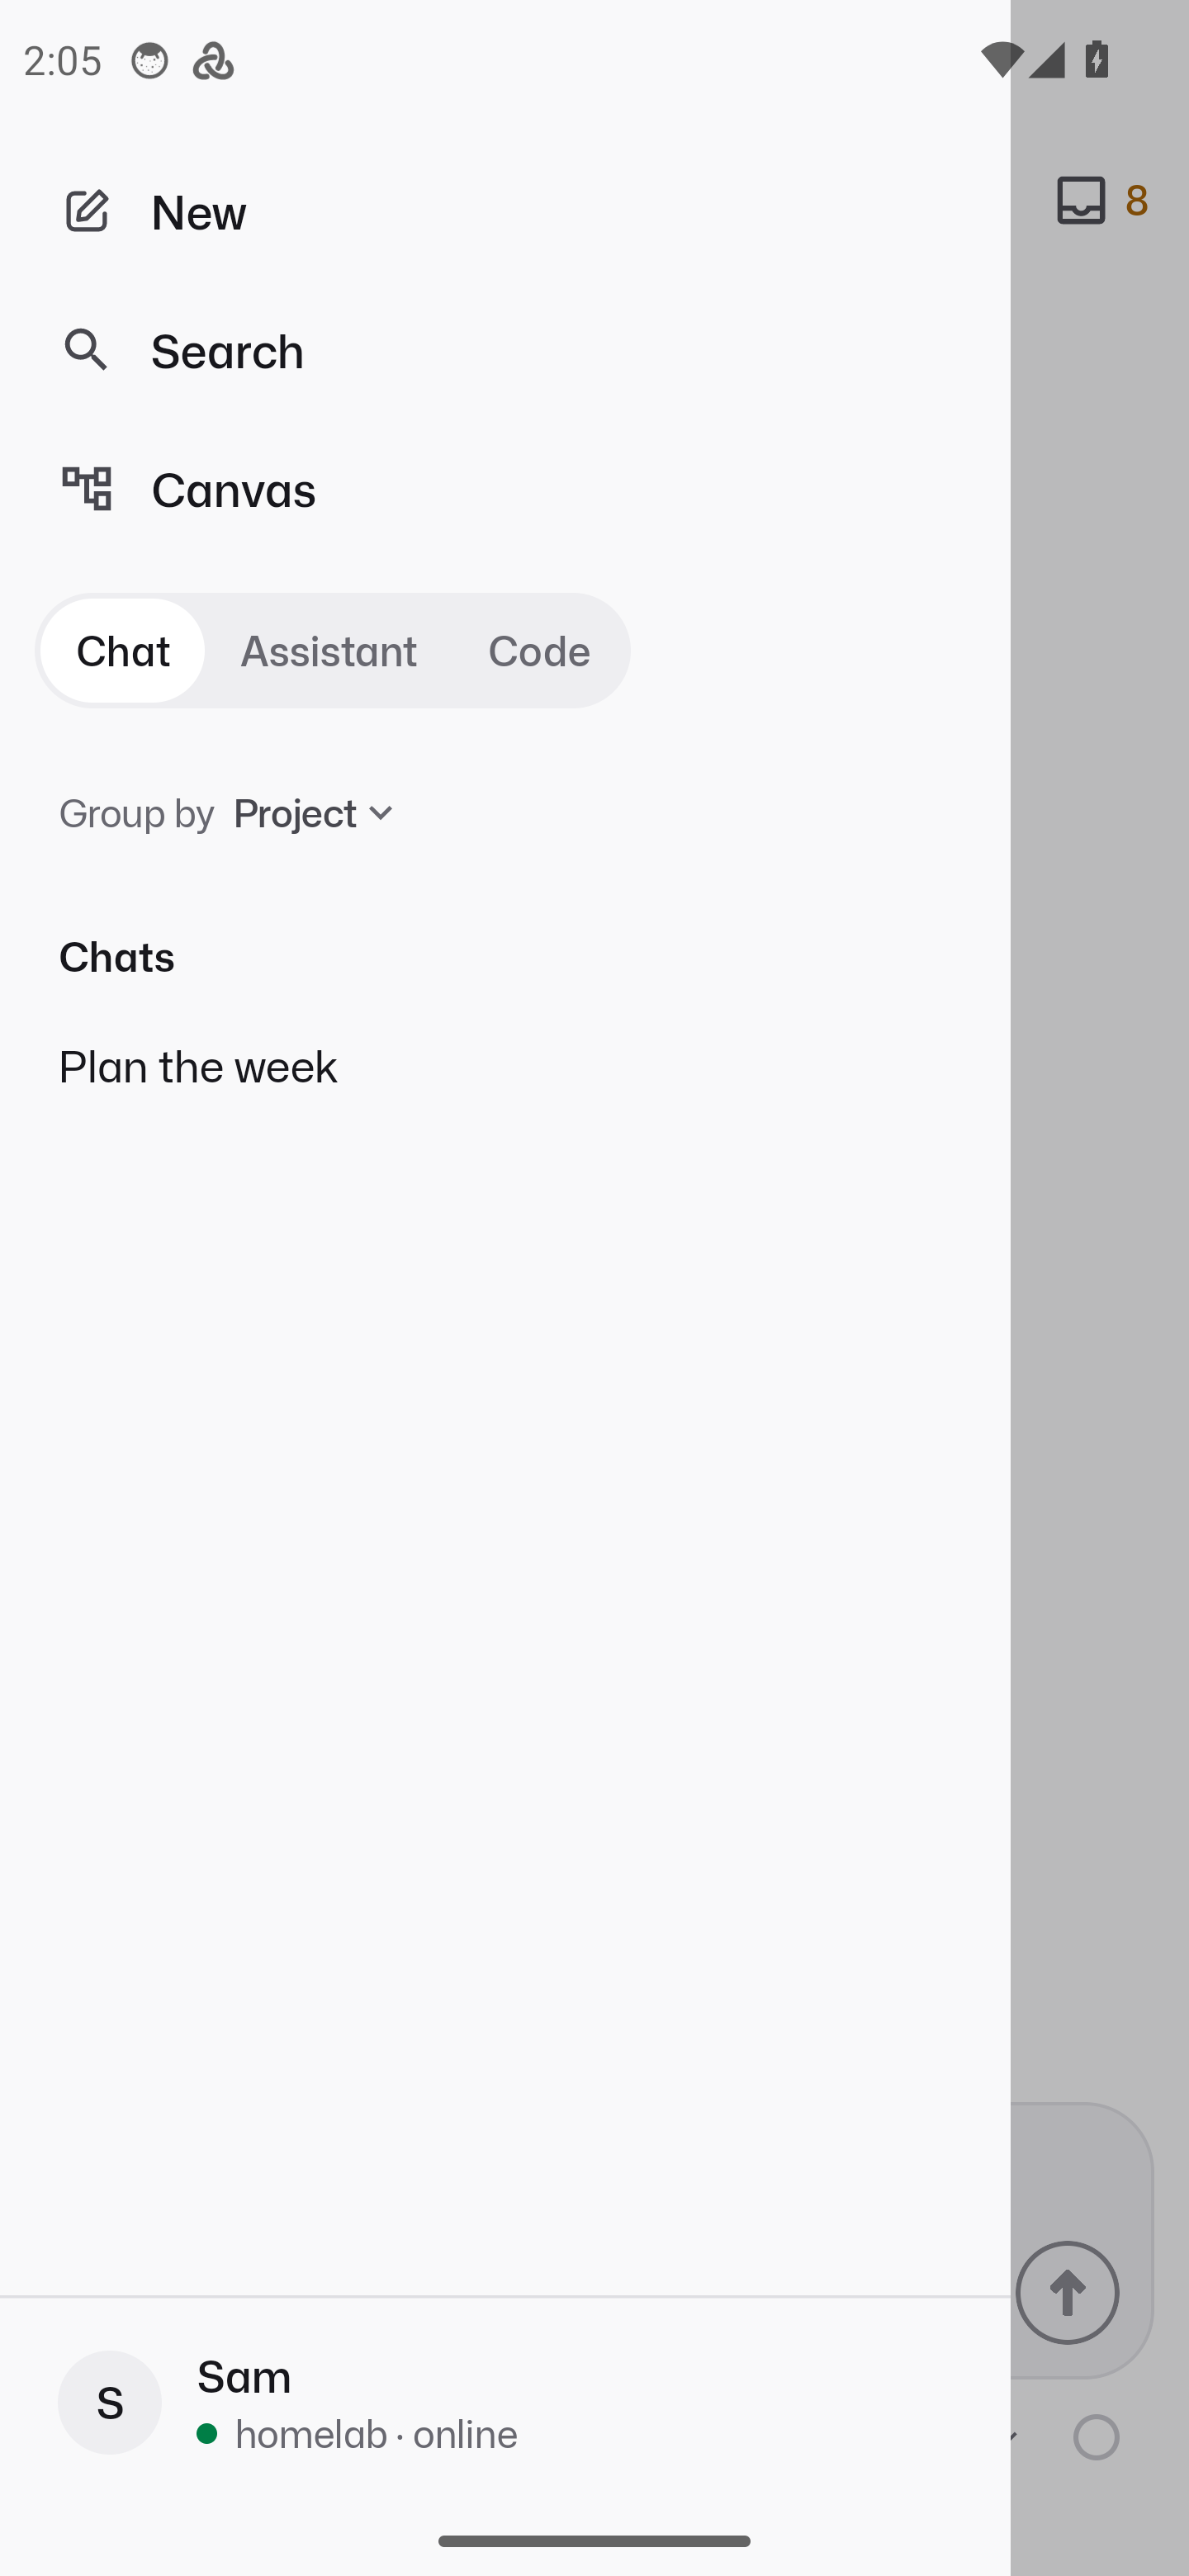 2:05
8
New
Search
Canvas
Chat Assistant Code
Group by Project
Chats
Plan the week
S
Sam
homelab · online